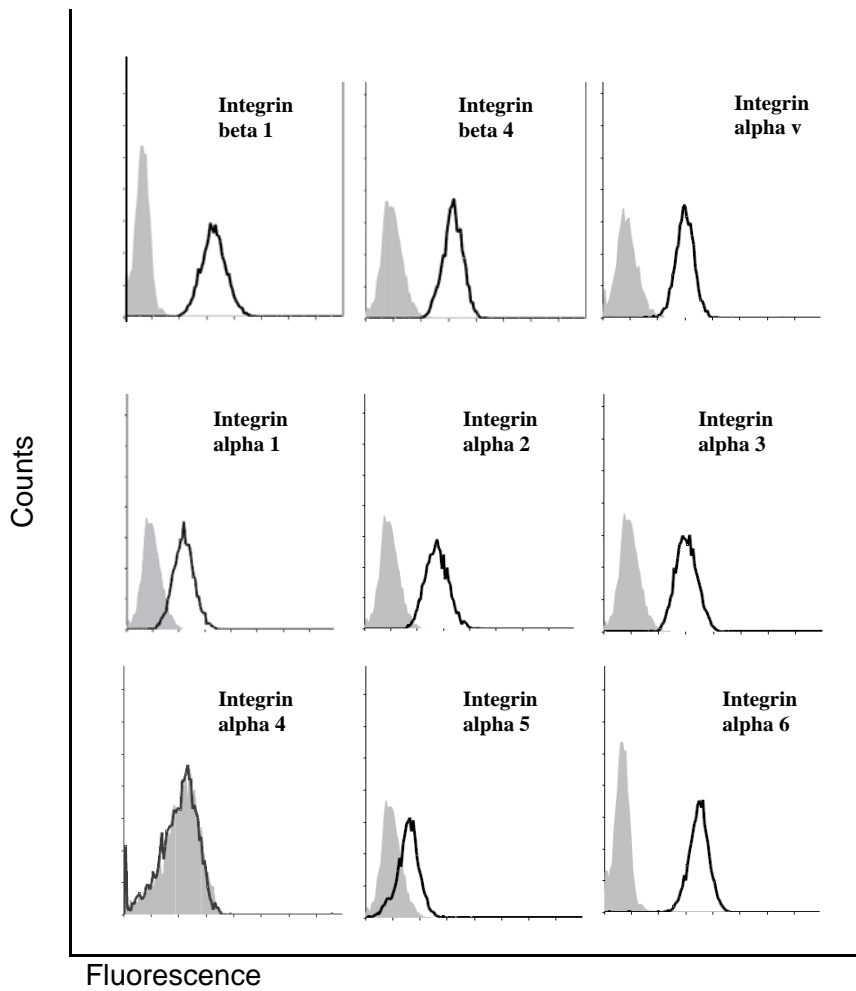 Integrin
beta 1
Integrin
beta 4
Integrin
alpha v
Integrin
alpha 1
Integrin
alpha 2
Integrin
alpha 3
Integrin
alpha 4
Integrin
alpha 5
Integrin
alpha 6
Counts
Fluorescence